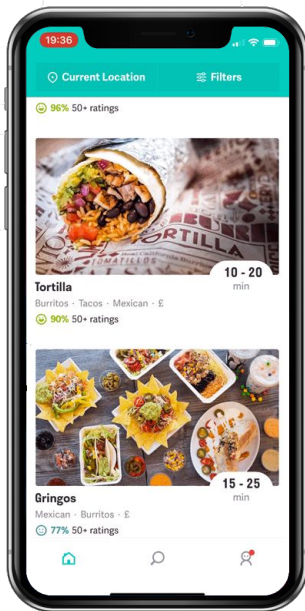 19:36
Current Location
Filters
96% 50+ ratings
TORTILLA
10 - 20
min
Tortilla
Burritos · Tacos · Mexican · £
90% 50+ ratings
15 - 25
min
Gringos
Mexican · Burritos · £
77% 50+ ratings